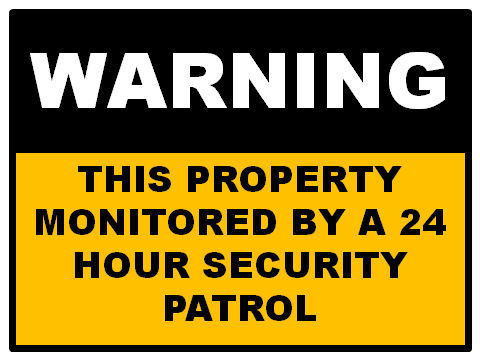 WARNING
THIS PROPERTY
MONITORED BY A 24
HOUR SECURITY
PATROL